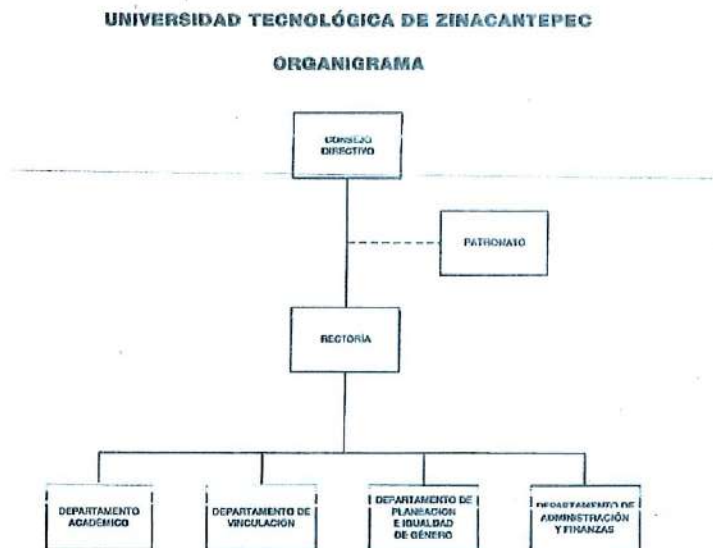 UNIVERSIDAD TECNOLÓGICA DE ZINACANTEPEC
ORGANIGRAMA
CONSEJO
DIRECTIVO
PATRONATO
RECTORÍA
DEPARTAMENTO
ACADÉMICO
DEPARTAMENTO DE
VINCULACIÓN
DEPARTAMENTO DE
PLANEACIÓN
E IGUALDAD
DE GÉNERO
DEPARTAMENTO DE
ADMINISTRACIÓN
Y FINANZAS